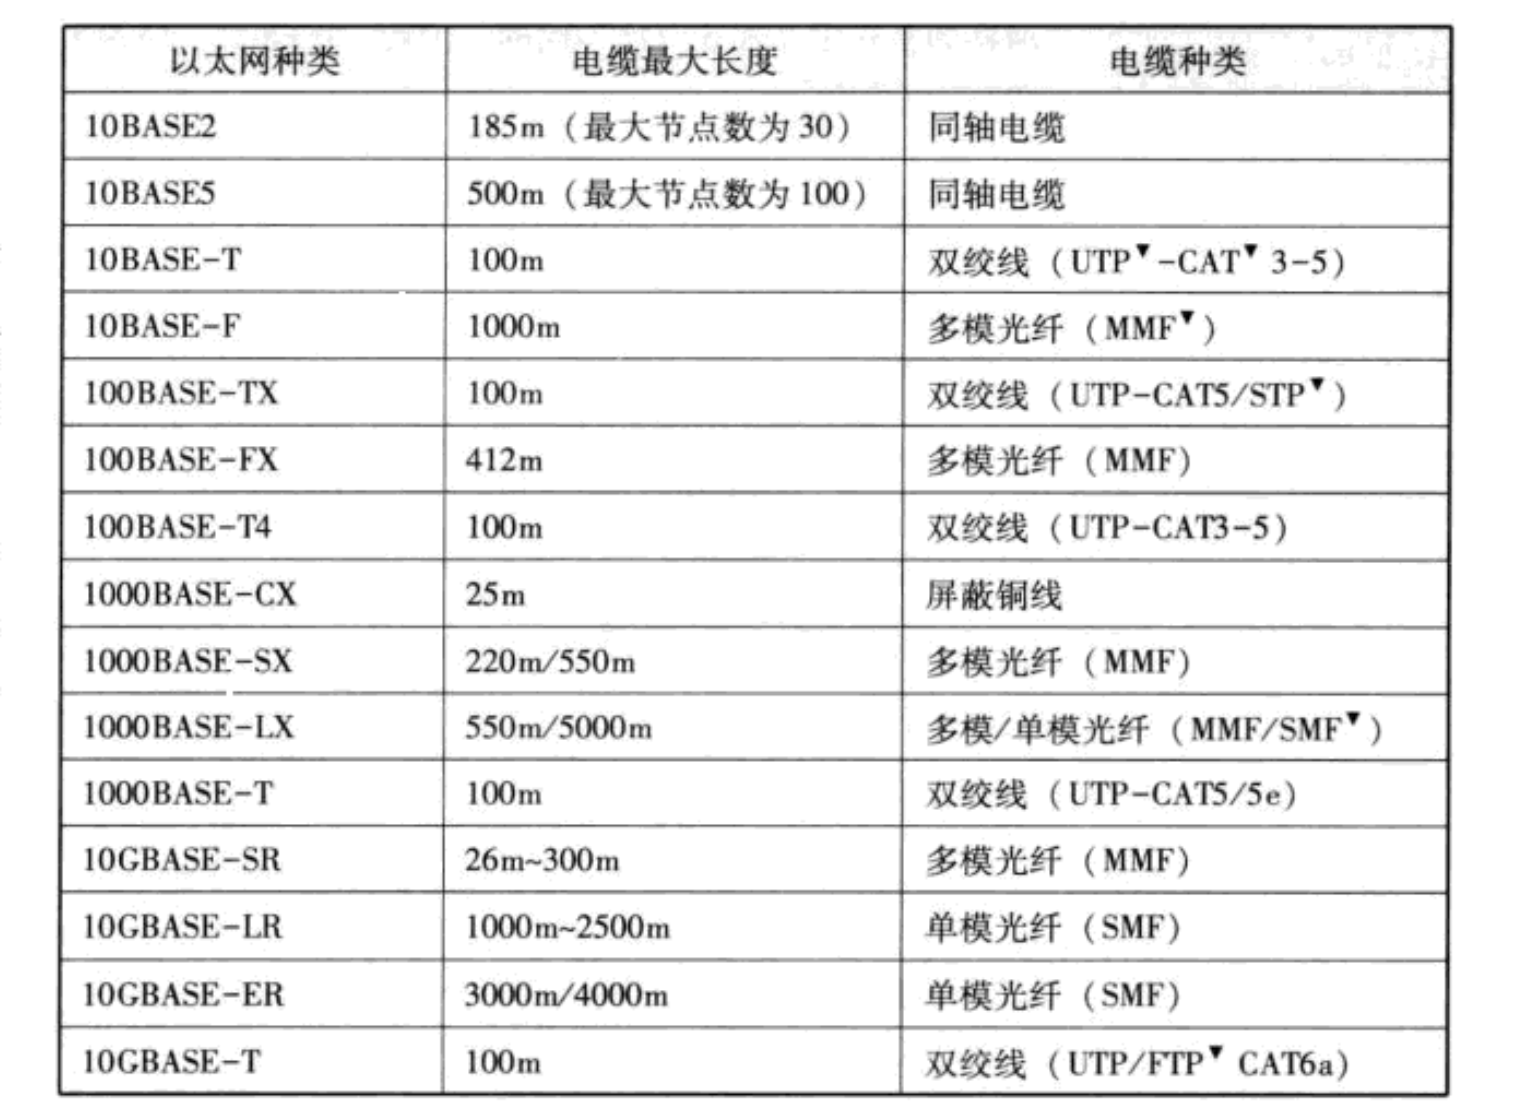 以太网种类 电缆最大长度 电缆种类
10BASE2 185m（最大节点数为30） 同轴电缆
10BASE5 500m（最大节点数为100） 同轴电缆
10BASE-T 100m 双绞线（UTP▼-CAT▼ 3-5）
10BASE-F 1000m 多模光纤（MMF▼）
100BASE-TX 100m 双绞线（UTP-CAT5/STP▼）
100BASE-FX 412m 多模光纤（MMF）
100BASE-T4 100m 双绞线（UTP-CAT3-5）
1000BASE-CX 25m 屏蔽铜线
1000BASE-SX 220m/550m 多模光纤（MMF）
1000BASE-LX 550m/5000m 多模/单模光纤（MMF/SMF▼）
1000BASE-T 100m 双绞线（UTP-CAT5/5e）
10GBASE-SR 26m~300m 多模光纤（MMF）
10GBASE-LR 1000m~2500m 单模光纤（SMF）
10GBASE-ER 3000m/4000m 单模光纤（SMF）
10GBASE-T 100m 双绞线（UTP/FTP▼ CAT6a）